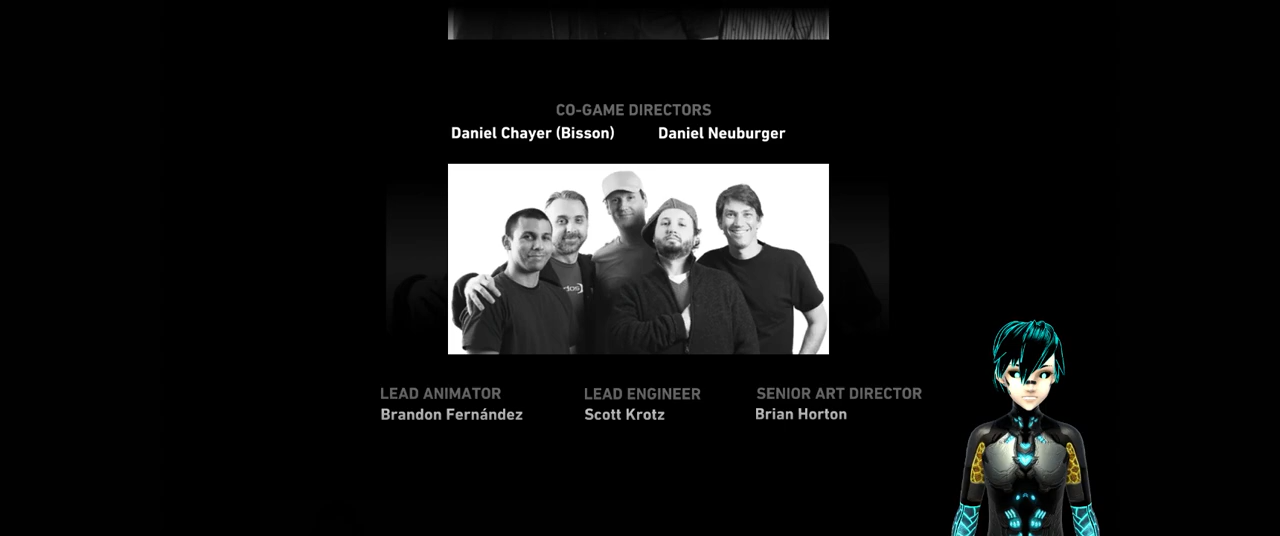 CO-GAME DIRECTORS
Daniel Chayer (Bisson) Daniel Neuburger
LEAD ANIMATOR LEAD ENGINEER SENIOR ART DIRECTOR
Brandon Fernández Scott Krotz Brian Horton